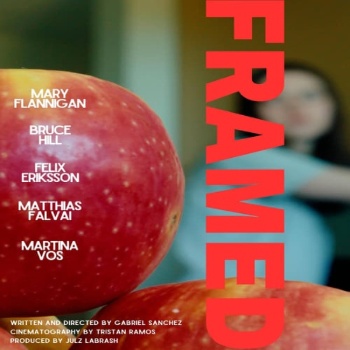 FRAMED
MARY
FLANNIGAN
BRUCE
HILL
FELIX
ERIKSSON
MATTHIAS
FALVAI
MARTINA
VOS
WRITTEN AND DIRECTED BY GABRIEL SANCHEZ
CINEMATOGRAPHY BY TRISTAN RAMOS
PRODUCED BY JULZ LABRASH